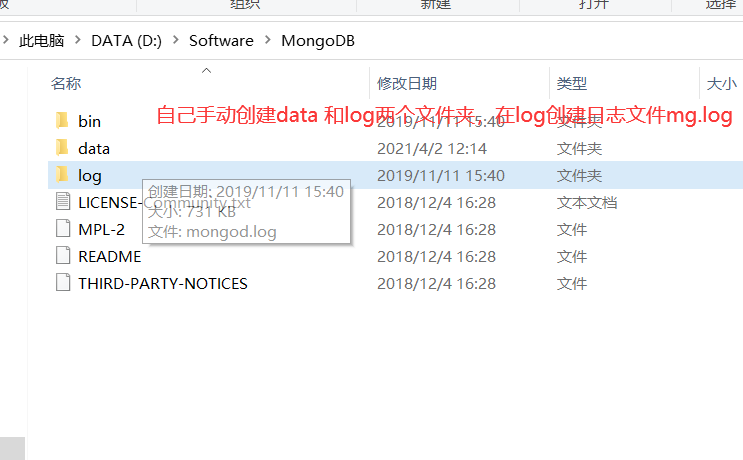 组织
新建
打开
选择
此电脑 > DATA (D:) > Software > MongoDB
名称 修改日期 类型 大小
自己手动创建data 和log两个文件夹，在log创建日志文件mg.log
bin 2019/11/11 15:40 文件夹
data 2021/4/2 12:14 文件夹
log 2019/11/11 15:40 文件夹
创建日期: 2019/11/11 15:40
LICENSE-Community.txt 2018/12/4 16:28 文本文档
大小: 731 KB
MPL-2 2018/12/4 16:28 文件
文件: mongod.log
README 2018/12/4 16:28 文件
THIRD-PARTY-NOTICES 2018/12/4 16:28 文件